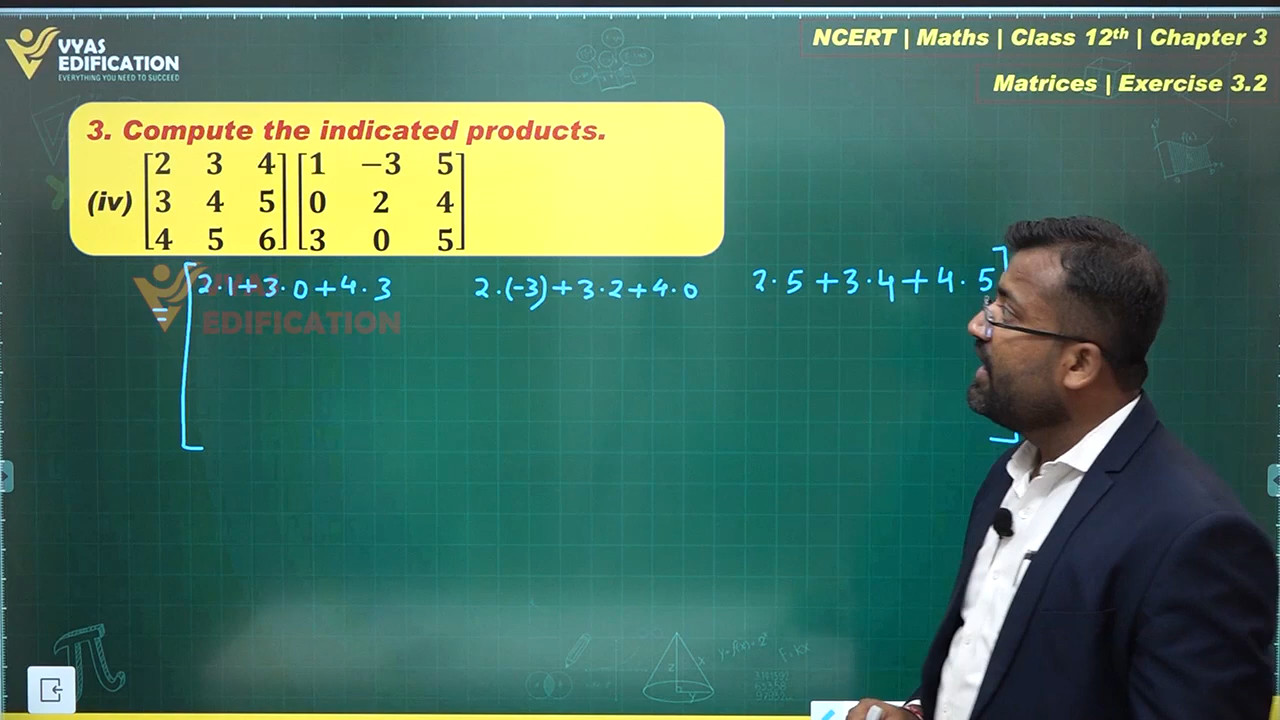 VYAS
EDIFICATION
EVERYTHING YOU NEED TO SUCCEED
NCERT | Maths | Class 12th | Chapter 3
Matrices | Exercise 3.2
3. Compute the indicated products.
(iv) [2 3 4] [1 −3 5]
[3 4 5] [0 2 4]
[4 5 6] [3 0 5]
= [2·1+3·0+4·3 2·(-3)+3·2+4·0 2·5+3·4+4·5]
VYAS
EDIFICATION